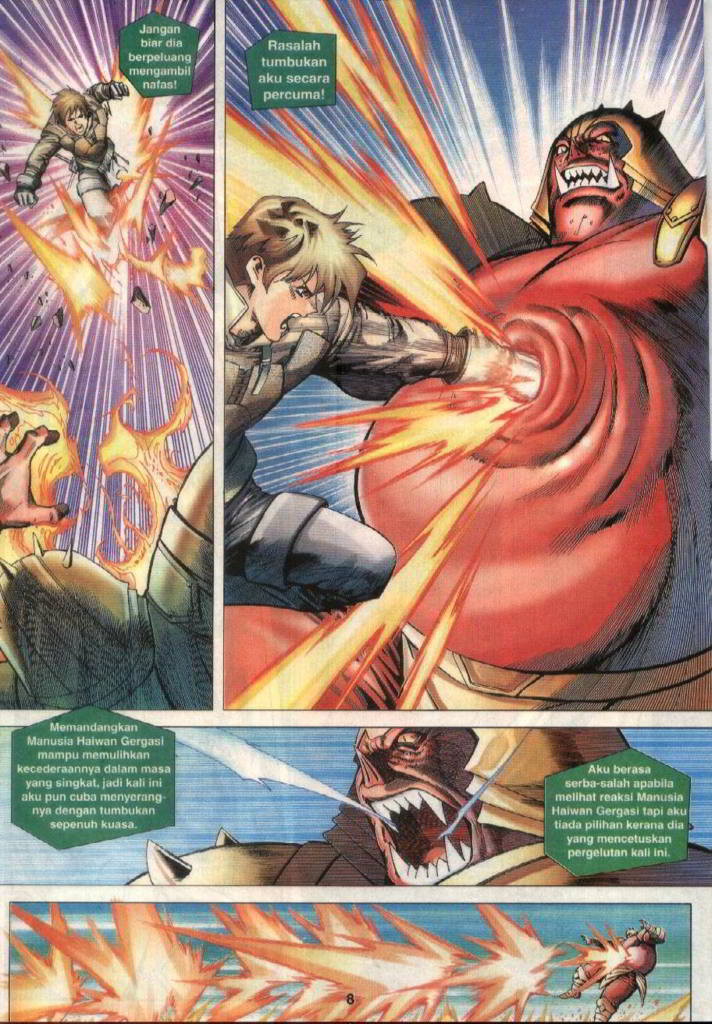 Jangan
biar dia
berpeluang
mengambil
nafas!
Rasalah
tumbukan
aku secara
percuma!
Memandangkan
Manusia Haiwan Gergasi
mampu memulihkan
kecederaannya dalam masa
yang singkat, jadi kali ini
aku pun cuba menyerang-
nya dengan tumbukan
sepenuh kuasa.
Aku berasa
serba-salah apabila
melihat reaksi Manusia
Haiwan Gergasi tapi aku
tiada pilihan kerana dia
yang mencetuskan
pergelutan kali ini.
8